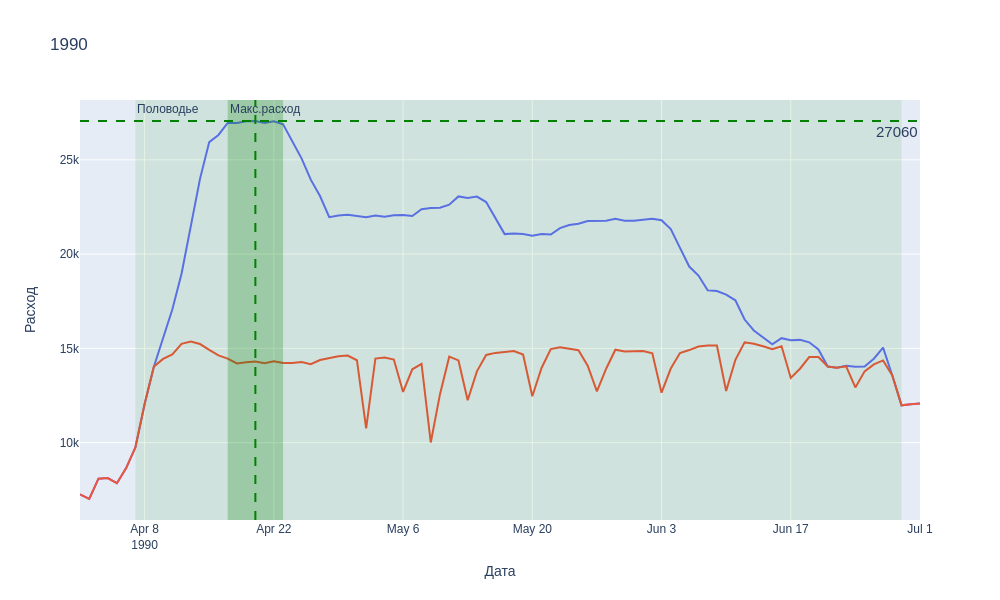 1990
Половодье
Макс.расход
27060
25k
20k
15k
10k
Расход
Apr 8
1990
Apr 22
May 6
May 20
Jun 3
Jun 17
Jul 1
Дата